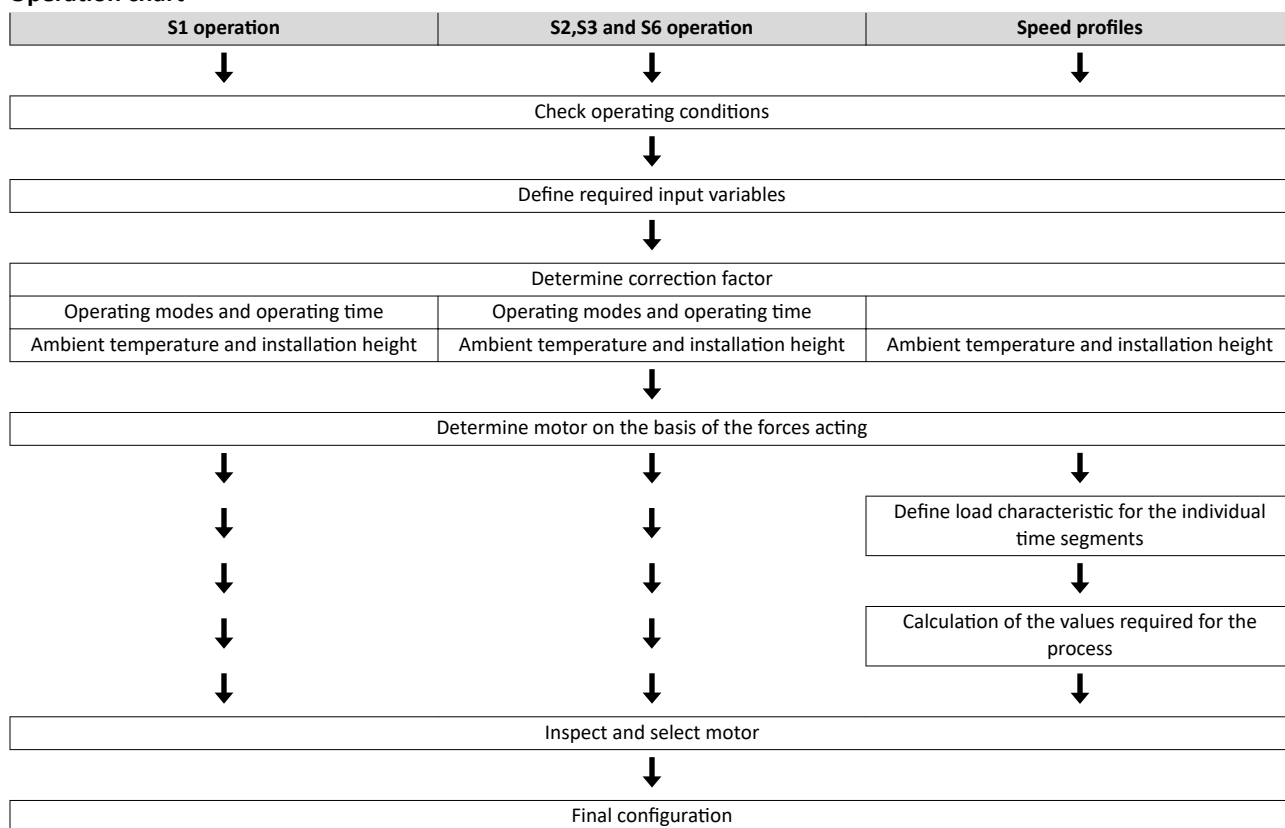 S1 operation
S2,S3 and S6 operation
Speed profiles
Check operating conditions
Define required input variables
Determine correction factor
Operating modes and operating time
Operating modes and operating time
Ambient temperature and installation height
Ambient temperature and installation height
Ambient temperature and installation height
Determine motor on the basis of the forces acting
Define load characteristic for the individual
time segments
Calculation of the values required for the
process
Inspect and select motor
Final configuration